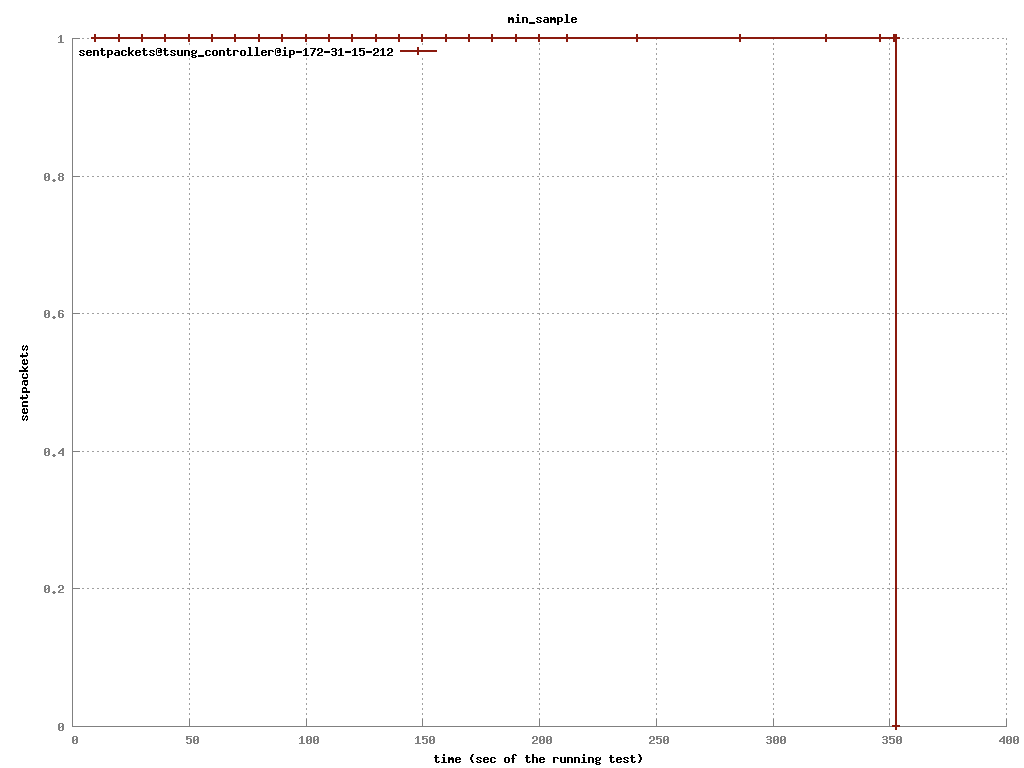 min_sample
1
sentpackets@tsung_controller@ip-172-31-15-212
0.8
0.6
sentpackets
0.4
0.2
0
0 50 100 150 200 250 300 350 400
time (sec of the running test)